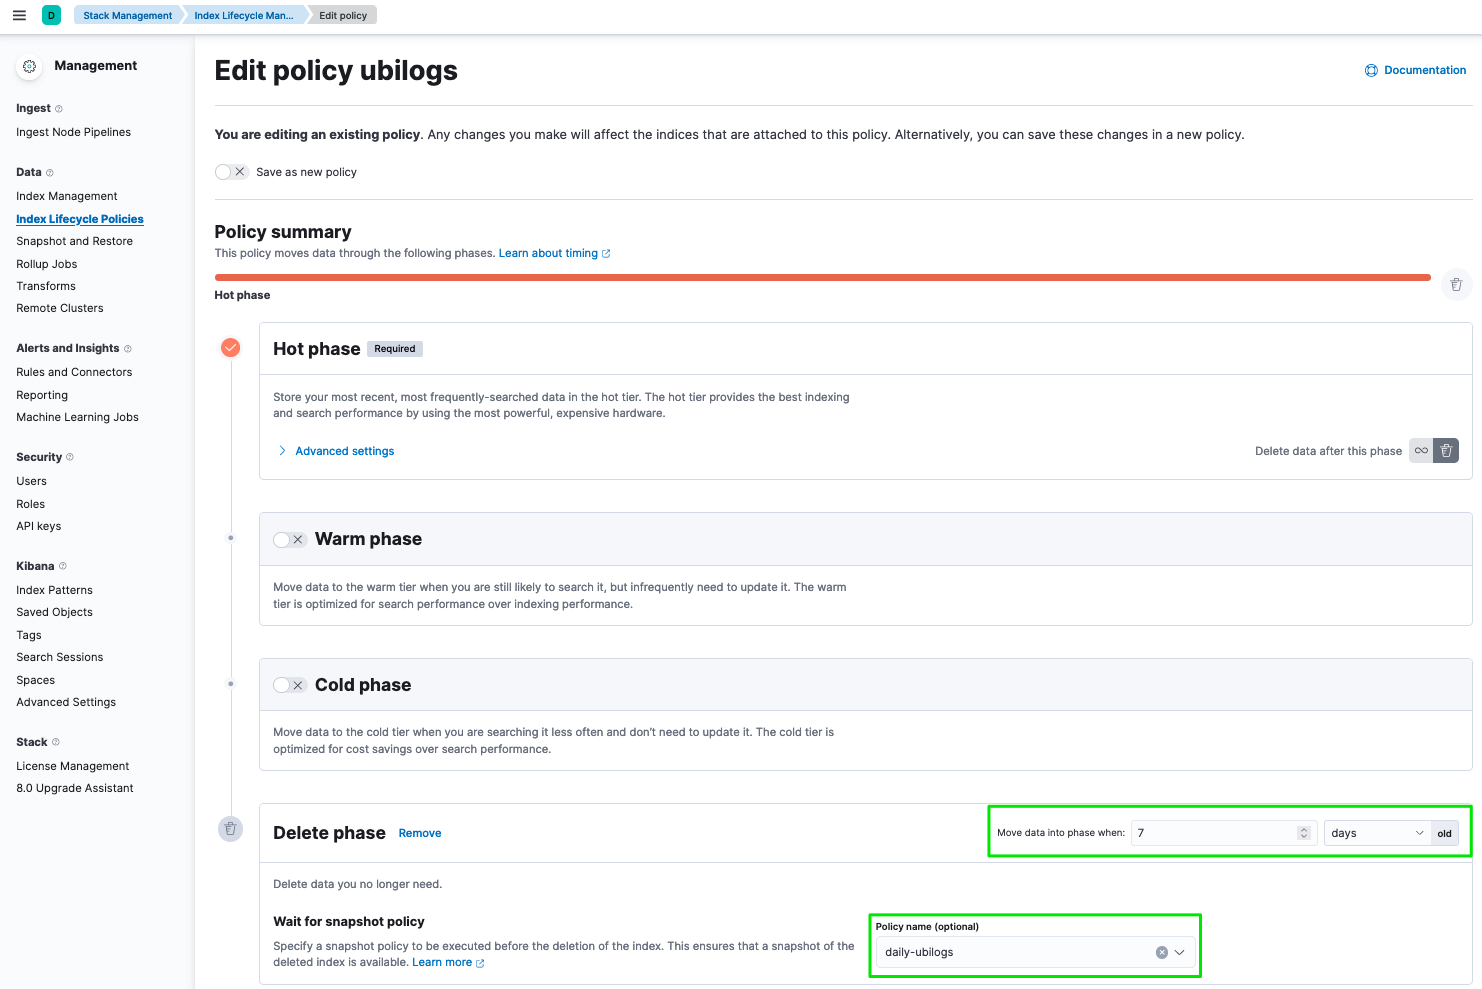 D
Stack Management
Index Lifecycle Man...
Edit policy
Management
Ingest
Ingest Node Pipelines
Data
Index Management
Index Lifecycle Policies
Snapshot and Restore
Rollup Jobs
Transforms
Remote Clusters
Alerts and Insights
Rules and Connectors
Reporting
Machine Learning Jobs
Security
Users
Roles
API keys
Kibana
Index Patterns
Saved Objects
Tags
Search Sessions
Spaces
Advanced Settings
Stack
License Management
8.0 Upgrade Assistant
Edit policy ubilogs
Documentation
You are editing an existing policy. Any changes you make will affect the indices that are attached to this policy. Alternatively, you can save these changes in a new policy.
Save as new policy
Policy summary
This policy moves data through the following phases. Learn about timing
Hot phase
Hot phase Required
Store your most recent, most frequently-searched data in the hot tier. The hot tier provides the best indexing
and search performance by using the most powerful, expensive hardware.
Advanced settings
Delete data after this phase
Warm phase
Move data to the warm tier when you are still likely to search it, but infrequently need to update it. The warm
tier is optimized for search performance over indexing performance.
Cold phase
Move data to the cold tier when you are searching it less often and don't need to update it. The cold tier is
optimized for cost savings over search performance.
Delete phase Remove
Move data into phase when: 7 days old
Delete data you no longer need.
Wait for snapshot policy
Specify a snapshot policy to be executed before the deletion of the index. This ensures that a snapshot of the
deleted index is available. Learn more
Policy name (optional)
daily-ubilogs